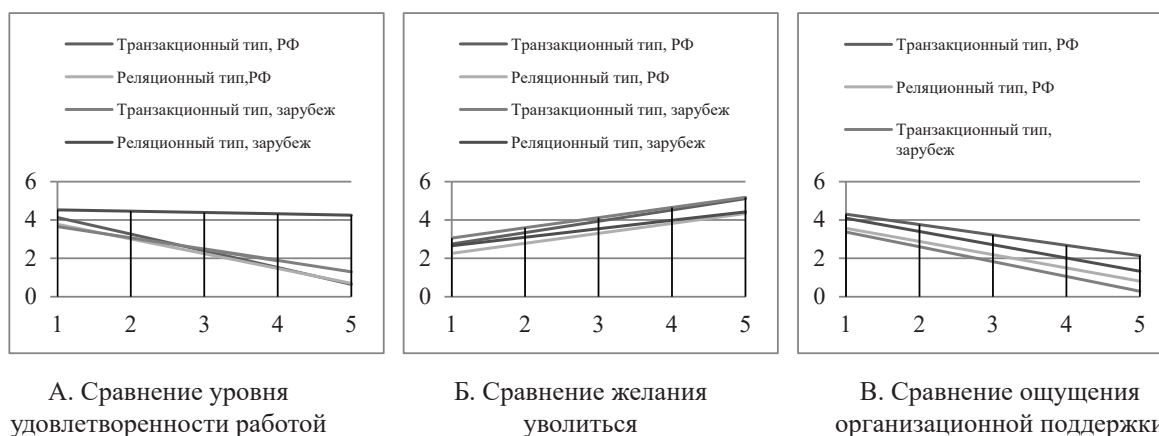 Транзакционный тип, РФ
Реляционный тип,РФ
Транзакционный тип, зарубеж
Реляционный тип, зарубеж
6
4
2
0
1 2 3 4 5
А. Сравнение уровня
удовлетворенности работой
Транзакционный тип, РФ
Реляционный тип, РФ
Транзакционный тип, зарубеж
Реляционный тип, зарубеж
6
4
2
0
1 2 3 4 5
Б. Сравнение желания
уволиться
Транзакционный тип, РФ
Реляционный тип, РФ
Транзакционный тип,
зарубеж
6
4
2
0
1 2 3 4 5
В. Сравнение ощущения
организационной поддержки